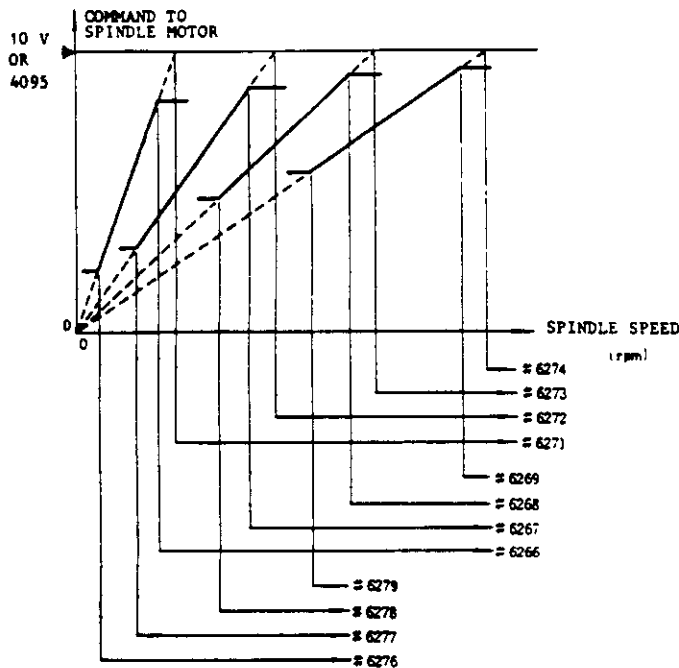 COMMAND TO
SPINDLE MOTOR
10 V
OR
4095
0
0
SPINDLE SPEED
(rpm)
#6274
#6273
#6272
#6271
#6269
#6268
#6267
#6266
#6279
#6278
#6277
#6276